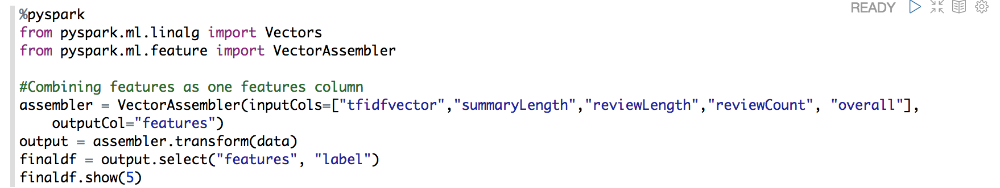 READY
%pyspark
from pyspark.ml.linalg import Vectors
from pyspark.ml.feature import VectorAssembler
#Combining features as one features column
assembler = VectorAssembler(inputCols=["tfidfvector","summaryLength","reviewLength","reviewCount", "overall"],
    outputCol="features")
output = assembler.transform(data)
finaldf = output.select("features", "label")
finaldf.show(5)